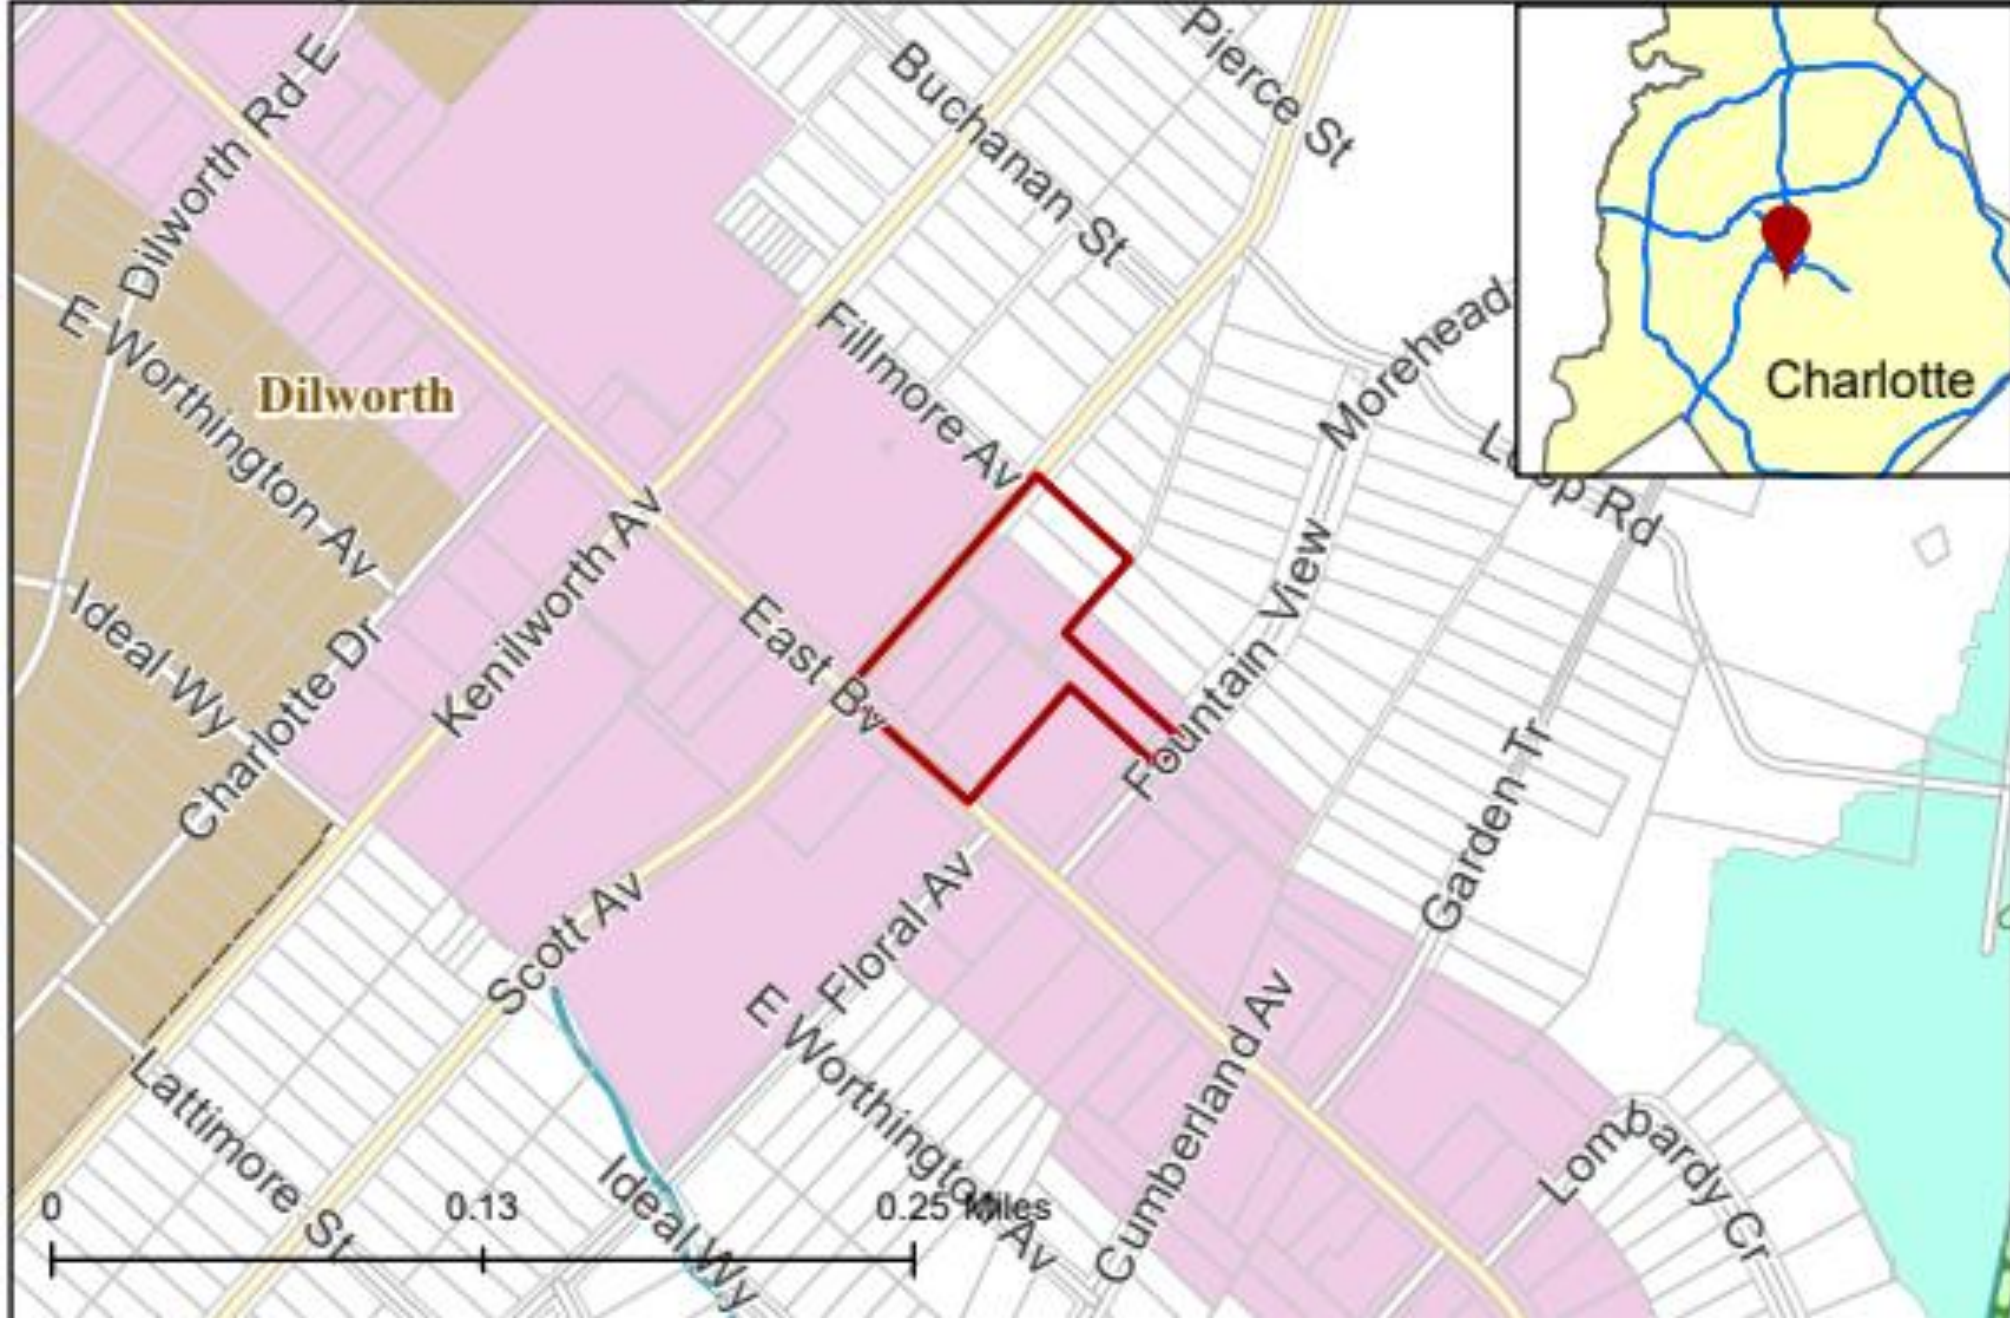 Pierce St
Buchanan St
Dilworth Rd E
Morehead
E Worthington Av
Fillmore Av
Dilworth
Charlotte
Loop Rd
Kenilworth Av
Fountain View
East Bv
Ideal Wy
Charlotte Dr
Garden Tr
Scott Av
Floral Av
E Worthington Av
Cumberland Av
Lattimore St
Ideal Wy
Lombardy Cr
0 0.13 0.25 Miles